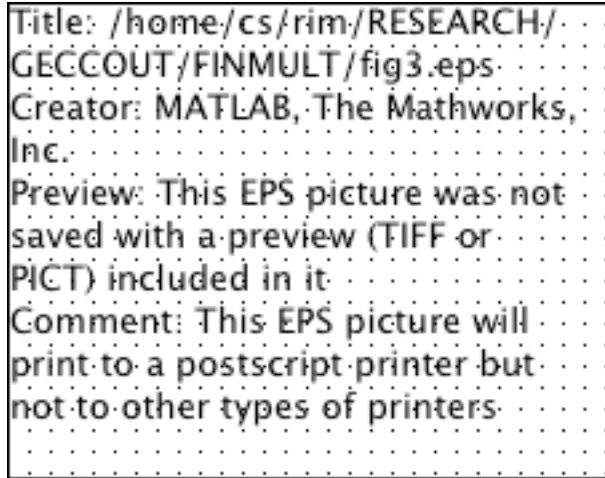 Title: /home/cs/rim/RESEARCH/
GECCOUT/FINMULT/fig3.eps
Creator: MATLAB, The Mathworks,
Inc.
Preview: This EPS picture was not
saved with a preview (TIFF or
PICT) included in it
Comment: This EPS picture will
print to a postscript printer but
not to other types of printers